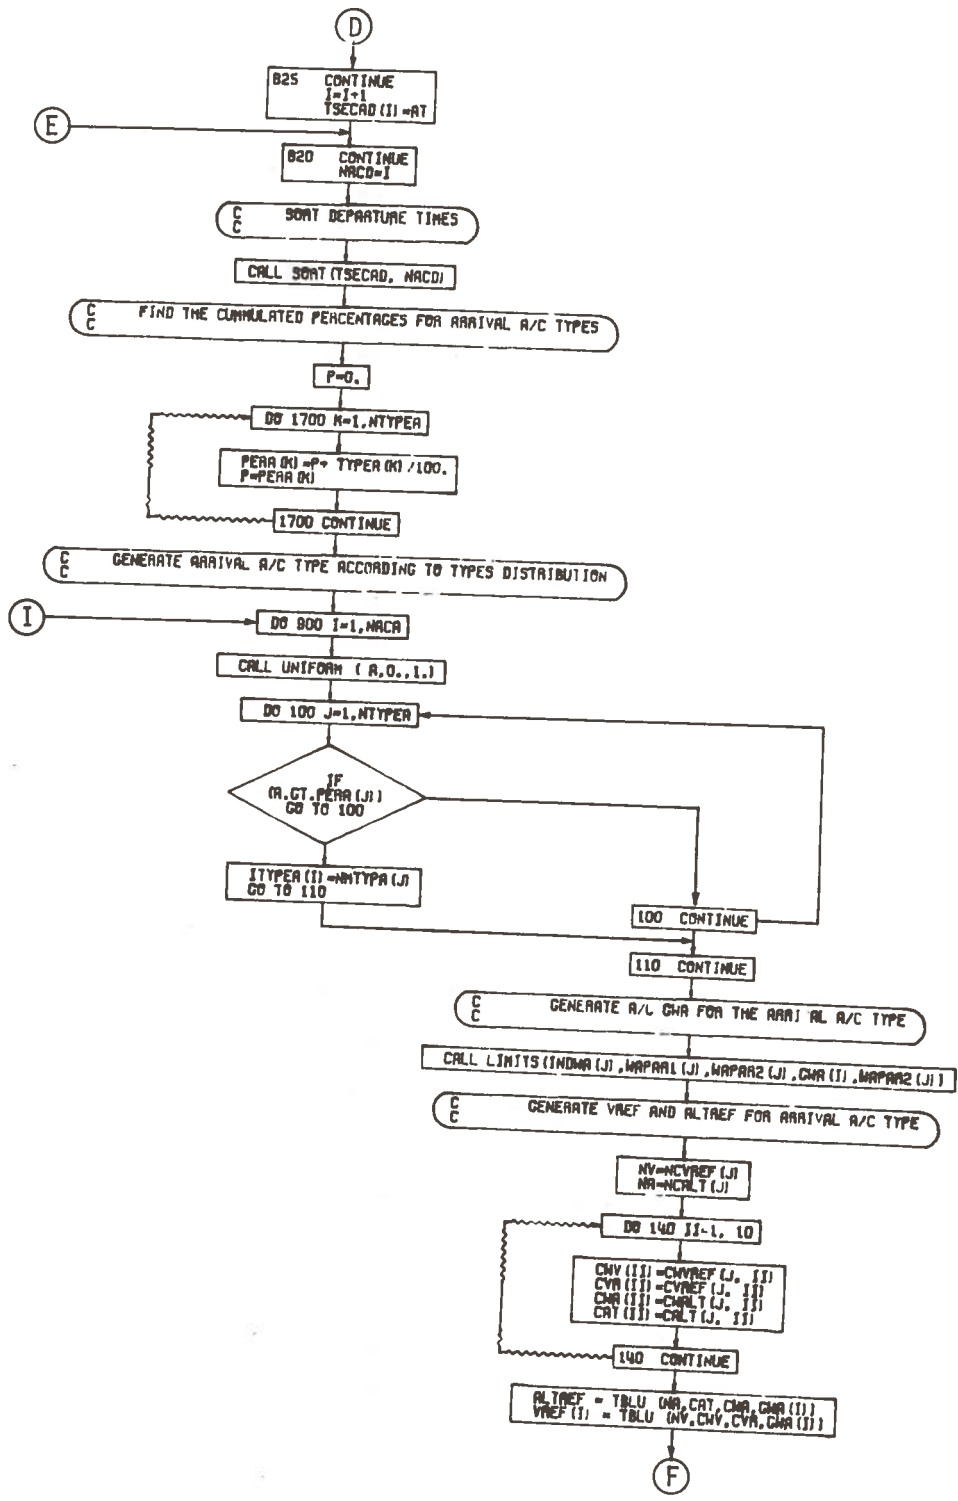 D
825 CONTINUE
I=I+1
TSECAD(I)=AT
E
820 CONTINUE
NACD=I
C SORT DEPARTURE TIMES
C
CALL SORT(TSECAD, NACD)
C FIND THE CUMMULATED PERCENTAGES FOR ARRIVAL A/C TYPES
C
P=0.
DO 1700 K=1,NTYPEA
PERA(K)=P+ TYPEA(K)/100.
P=PERA(K)
1700 CONTINUE
C GENERATE ARRIVAL A/C TYPE ACCORDING TO TYPES DISTRIBUTION
C
I
DO 900 I=1,NACA
CALL UNIFORM ( A,0.,1.)
DO 100 J=1,NTYPEA
IF
(A.GT.PERA(J))
GO TO 100
ITYPEA(I)=NMTYPA(J)
GO TO 110
100 CONTINUE
110 CONTINUE
C GENERATE A/C GWA FOR THE ARRI AL A/C TYPE
C
CALL LIMITS(INDWA(J),WAPAR1(J),WAPAR2(J),GWA(I),WAPAR2(J))
C GENERATE VREF AND ALTREF FOR ARRIVAL A/C TYPE
C
NV=NCVREF(J)
NA=NCALT(J)
DO 140 II=1, 10
CWV(II)=CWVREF(J, II)
CVA(II)=CVREF(J, II)
CWA(II)=CWALT(J, II)
CAT(II)=CALT(J, II)
140 CONTINUE
ALTREF = TBLU (NA,CAT,CWA,GWA(I))
VREF(I) = TBLU (NV,CWV,CVA,GWA(I))
F